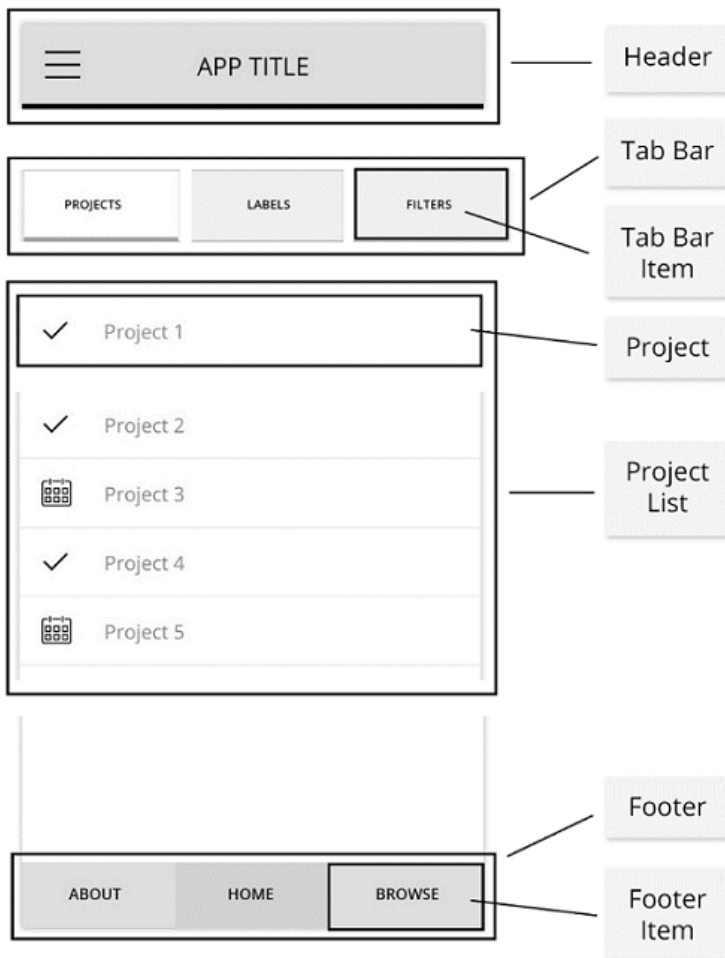 APP TITLE
Header
Tab Bar
PROJECTS
LABELS
FILTERS
Tab Bar
Item
Project 1
Project
Project 2
Project 3
Project
List
Project 4
Project 5
Footer
ABOUT
HOME
BROWSE
Footer
Item